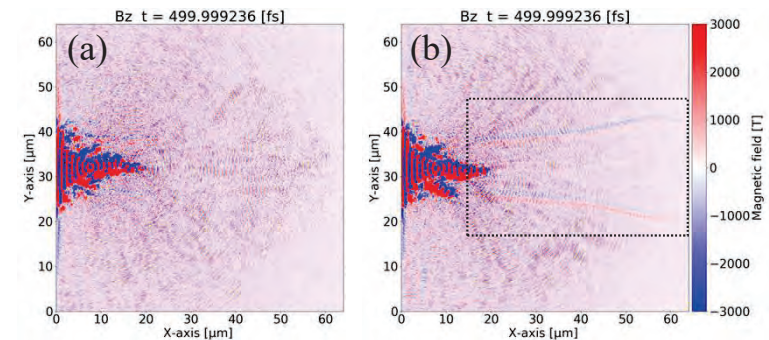 Bz t = 499.999236 [fs]
(a)
Y-axis [μm]
60
50
40
30
20
10
0
0 10 20 30 40 50 60
X-axis [μm]
Bz t = 499.999236 [fs]
(b)
Y-axis [μm]
60
50
40
30
20
10
0
0 10 20 30 40 50 60
X-axis [μm]
3000
2000
1000
0
−1000
−2000
−3000
Magnetic field [T]